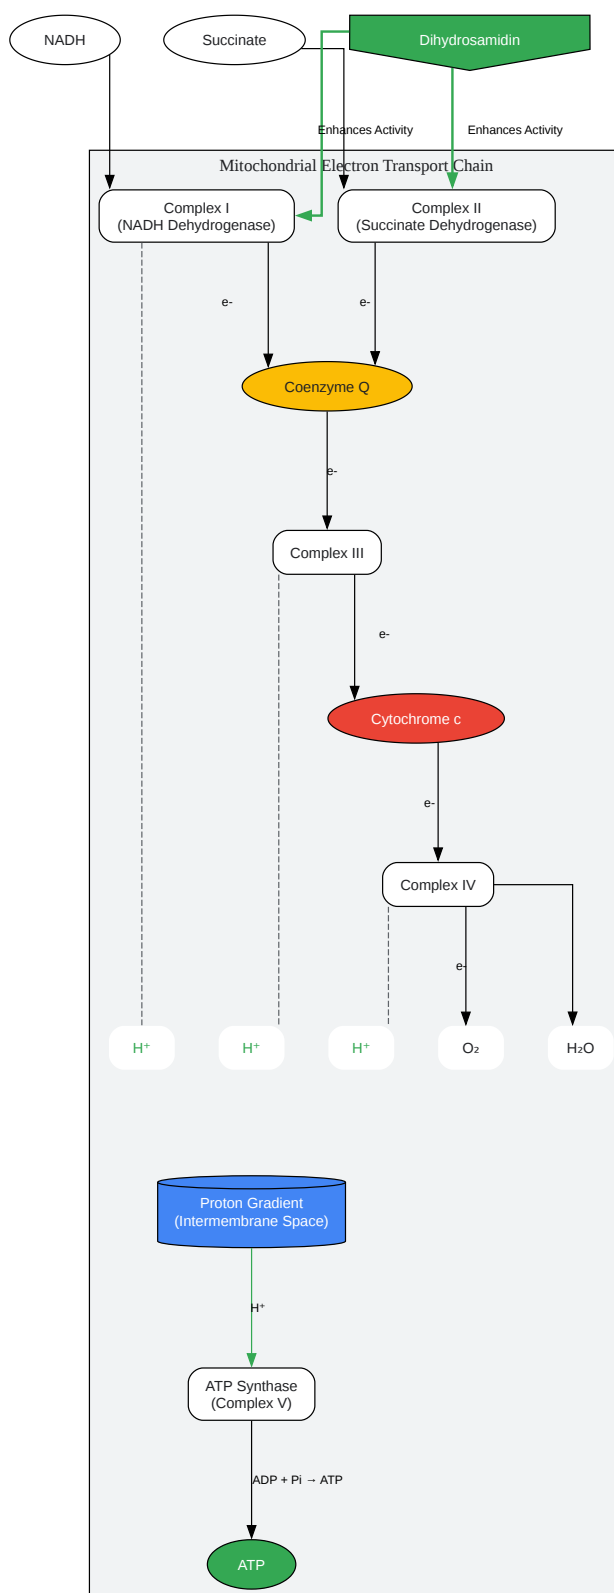 NADH
Succinate
Dihydrosamidin
Enhances Activity
Enhances Activity
Mitochondrial Electron Transport Chain
Complex I
(NADH Dehydrogenase)
Complex II
(Succinate Dehydrogenase)
e-
e-
Coenzyme Q
e-
Complex III
e-
Cytochrome c
e-
Complex IV
e-
H⁺
H⁺
H⁺
O₂
H₂O
Proton Gradient
(Intermembrane Space)
H⁺
ATP Synthase
(Complex V)
ADP + Pi → ATP
ATP